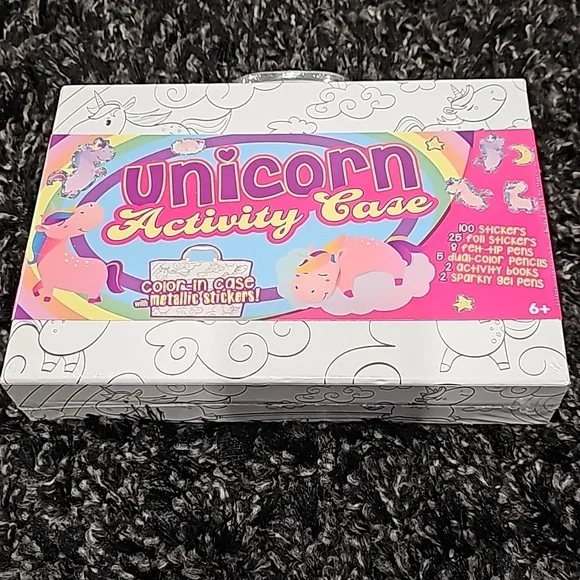 unicorn
Activity Case
color-in case
with metallic stickers!
100 stickers
25 foil stickers
8 felt-tip pens
5 dual-color pencils
2 activity books
2 sparkly gel pens
6+